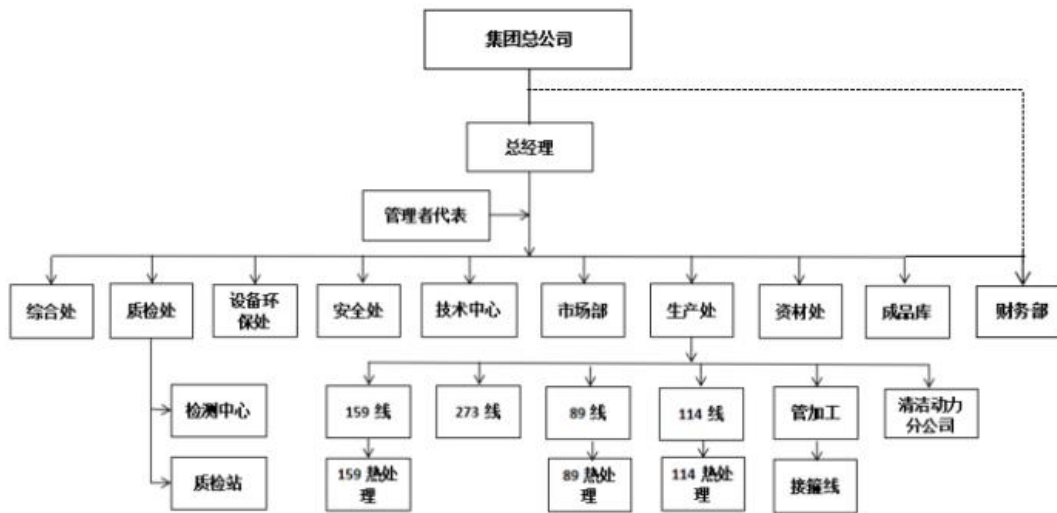 集团总公司
总经理
管理者代表
综合处
质检处
设备环
保处
安全处
技术中心
市场部
生产处
资材处
成品库
财务部
检测中心
159 线
273 线
89 线
114 线
管加工
清洁动力
分公司
质检站
159 热处
理
89 热处
理
114 热处
理
接箍线